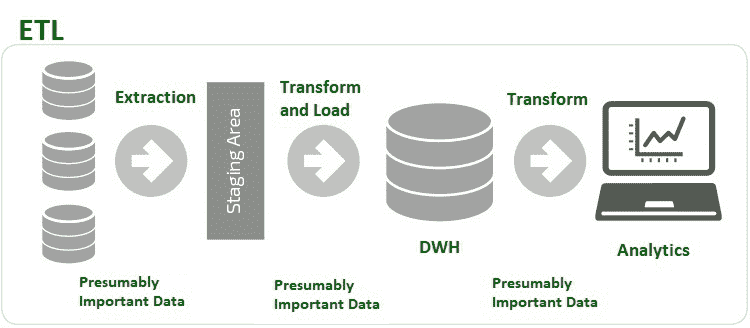 ETL
Extraction
Staging Area
Transform
and Load
DWH
Transform
Analytics
Presumably
Important Data
Presumably
Important Data
Presumably
Important Data